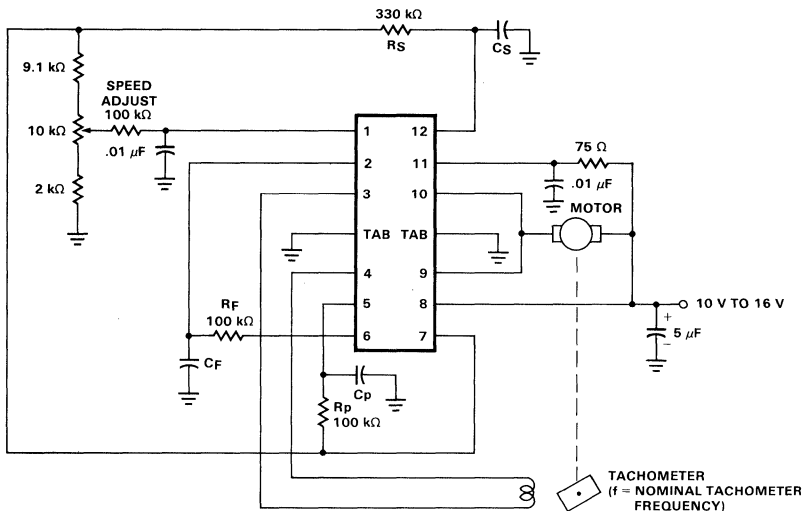 330 kΩ
RS
CS
9.1 kΩ
SPEED
ADJUST
100 kΩ
10 kΩ
.01 μF
2 kΩ
1
2
3
TAB
4
5
6
12
11
10
TAB
9
8
7
75 Ω
.01 μF
MOTOR
10 V TO 16 V
+
5 μF
−
RF
100 kΩ
CF
CP
RP
100 kΩ
TACHOMETER
(f = NOMINAL TACHOMETER
FREQUENCY)